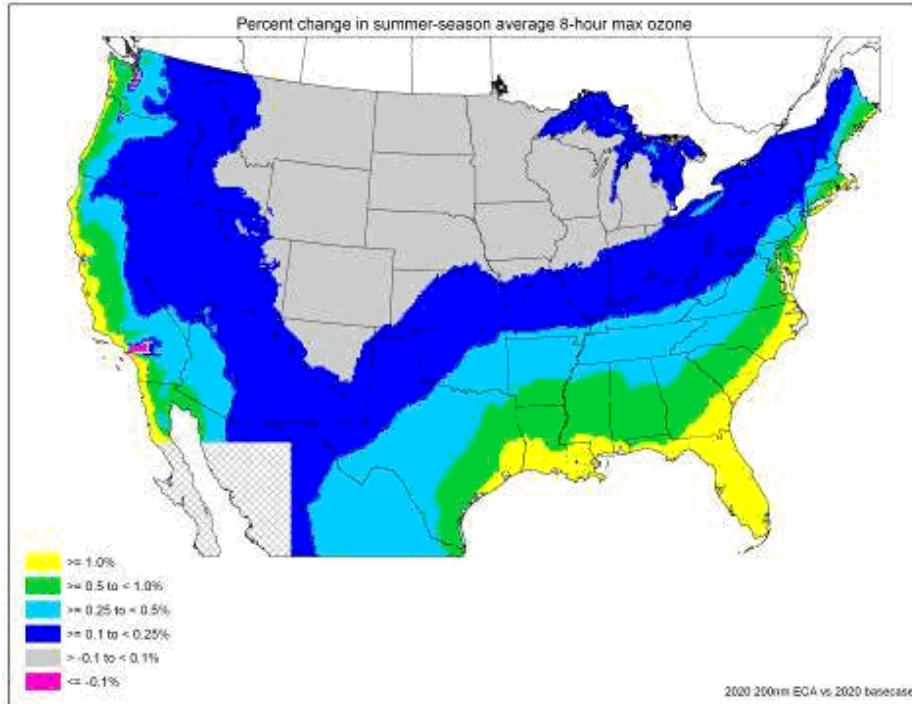 Percent change in summer-season average 8-hour max ozone
>= 1.0%
>= 0.5 to < 1.0%
>= 0.25 to < 0.5%
>= 0.1 to < 0.25%
> -0.1 to < 0.1%
<= -0.1%
2020 200nm ECA vs 2020 basecase